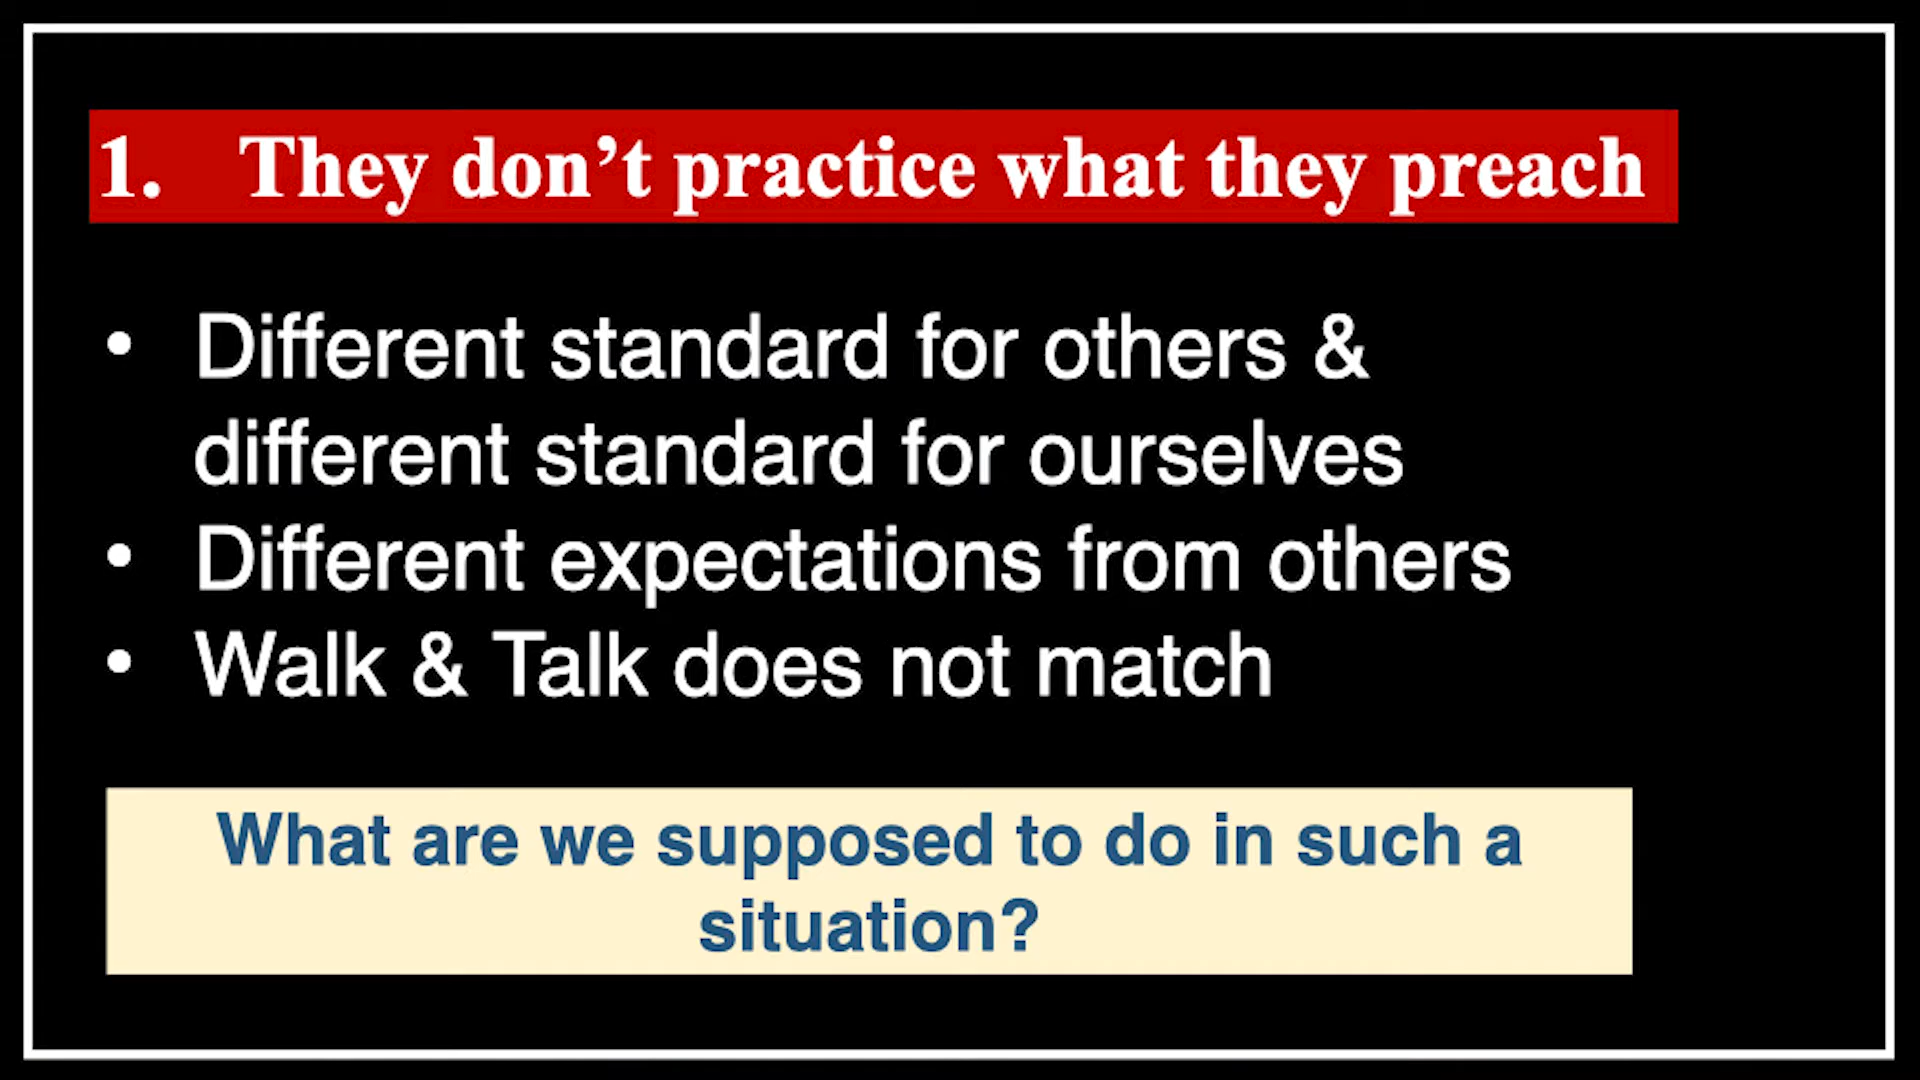 1. They don’t practice what they preach
• Different standard for others &
different standard for ourselves
• Different expectations from others
• Walk & Talk does not match
What are we supposed to do in such a
situation?